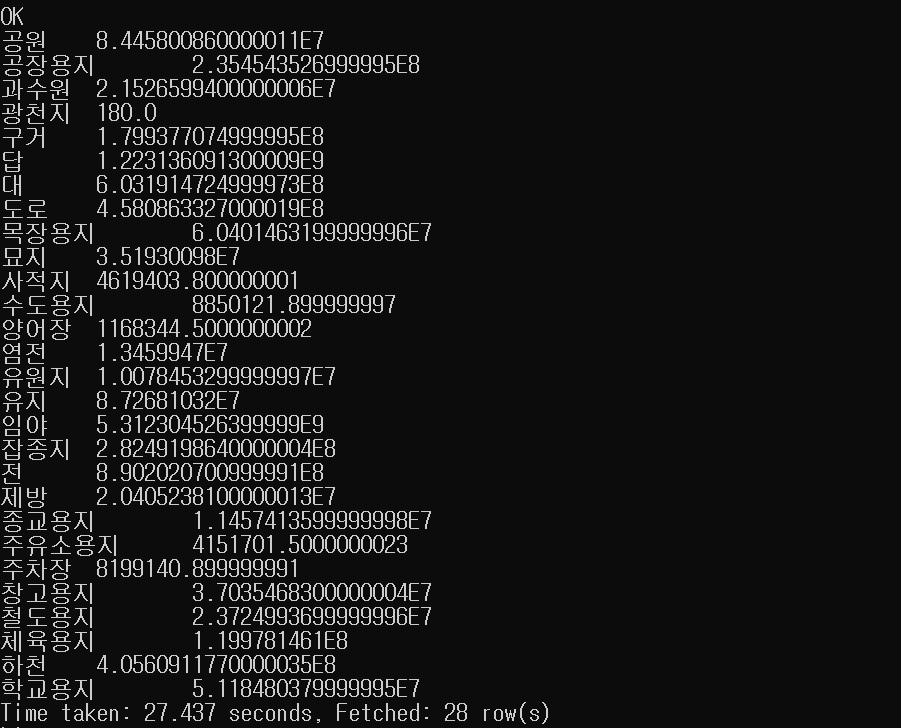 OK
공원 8.445800860000011E7
공장용지 2.354543526999995E8
과수원 2.1526599400000006E7
광천지 180.0
구거 1.799377074999995E8
답 1.223136091300009E9
대 6.031914724999973E8
도로 4.580863327000019E8
목장용지 6.0401463199999996E7
묘지 3.51930098E7
사적지 4619403.800000001
수도용지 8850121.899999997
양어장 1168344.5000000002
염전 1.3459947E7
유원지 1.0078453299999997E7
유지 8.72681032E7
임야 5.312304526399999E9
잡종지 2.8249198640000004E8
전 8.902020700999991E8
제방 2.0405238100000013E7
종교용지 1.1457413599999998E7
주유소용지 4151701.5000000023
주차장 8199140.899999991
창고용지 3.7035468300000004E7
철도용지 2.3724993699999996E7
체육용지 1.199781461E8
하천 4.0560911770000035E8
학교용지 5.118480379999995E7
Time taken: 27.437 seconds, Fetched: 28 row(s)